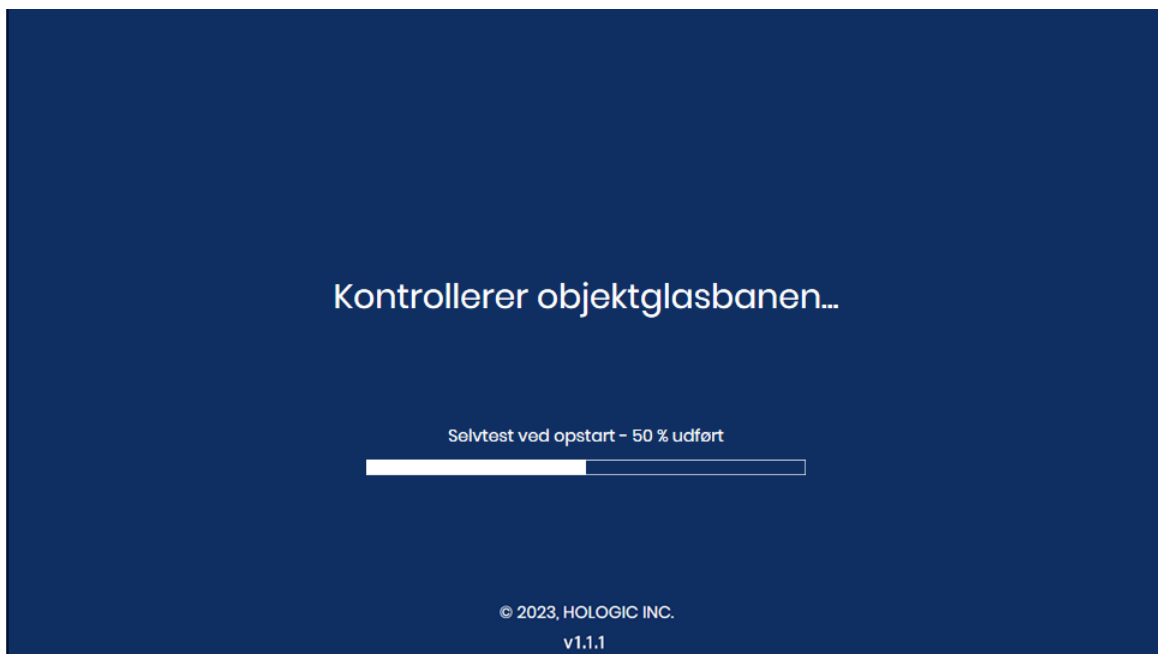 Kontrollerer objektglasbanen...
Selvtest ved opstart - 50 % udført
© 2023, HOLOGIC INC.
v1.1.1